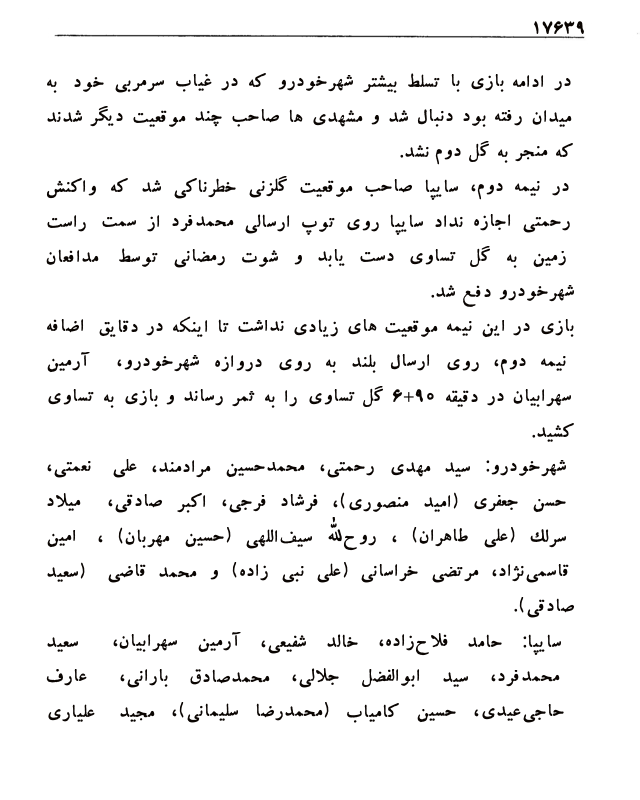 ۱۷۶۳۹
در ادامه بازی با تسلط بیشتر شهرخودرو که در غیاب سرمربی خود به
میدان رفته بود دنبال شد و مشهدی ها صاحب چند موقعیت دیگر شدند
که منجر به گل دوم نشد.
در نیمه دوم، سایپا صاحب موقعیت گلزنی خطرناکی شد که واکنش
رحمتی اجازه نداد سایپا روی توپ ارسالی محمدفرد از سمت راست
زمین به گل تساوی دست یابد و شوت رمضانی توسط مدافعان
شهرخودرو دفع شد.
بازی در این نیمه موقعیت های زیادی نداشت تا اینکه در دقایق اضافه
نیمه دوم، روی ارسال بلند به روی دروازه شهرخودرو، آرمین
سهرابیان در دقیقه ۹۰+۶ گل تساوی را به ثمر رساند و بازی به تساوی
کشید.
شهرخودرو: سید مهدی رحمتی، محمدحسین مرادمند، علی نعمتی،
حسن جعفری (امید منصوری)، فرشاد فرجی، اکبر صادقی، میلاد
سرلك (علی طاهران) ، روح‌الله سیف‌اللهی (حسین مهربان) ، امین
قاسمی‌نژاد، مرتضی خراسانی (علی نبی زاده) و محمد قاضی (سعید
صادقی).
سایپا: حامد فلاح‌زاده، خالد شفیعی، آرمین سهرابیان، سعید
محمدفرد، سید ابوالفضل جلالی، محمدصادق بارانی، عارف
حاجی‌عیدی، حسین کامیاب (محمدرضا سلیمانی)، مجید علیاری